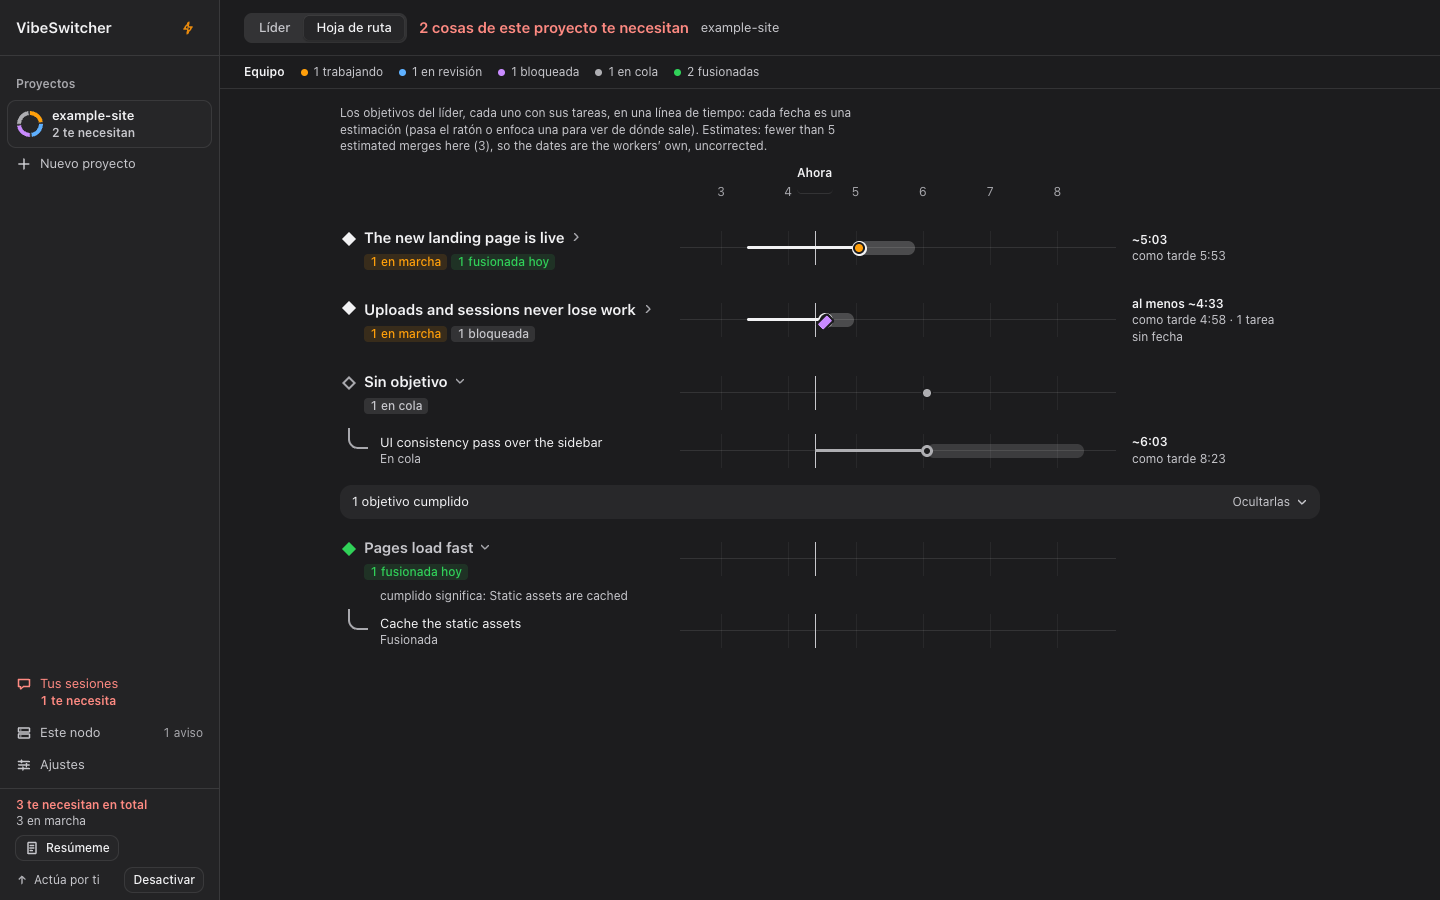 VibeSwitcher
Proyectos
example-site
2 te necesitan
Nuevo proyecto
Tus sesiones
1 te necesita
Este nodo
1 aviso
Ajustes
3 te necesitan en total
3 en marcha
Resúmeme
Actúa por ti
Desactivar
Líder
Hoja de ruta
2 cosas de este proyecto te necesitan
example-site
Equipo
1 trabajando
1 en revisión
1 bloqueada
1 en cola
2 fusionadas
Los objetivos del líder, cada uno con sus tareas, en una línea de tiempo: cada fecha es una
estimación (pasa el ratón o enfoca una para ver de dónde sale). Estimates: fewer than 5
estimated merges here (3), so the dates are the workers’ own, uncorrected.
Ahora
3 4 5 6 7 8
The new landing page is live
1 en marcha
1 fusionada hoy
~5:03
como tarde 5:53
Uploads and sessions never lose work
1 en marcha
1 bloqueada
al menos ~4:33
como tarde 4:58 · 1 tarea
sin fecha
Sin objetivo
1 en cola
UI consistency pass over the sidebar
En cola
~6:03
como tarde 8:23
1 objetivo cumplido
Ocultarlas
Pages load fast
1 fusionada hoy
cumplido significa: Static assets are cached
Cache the static assets
Fusionada